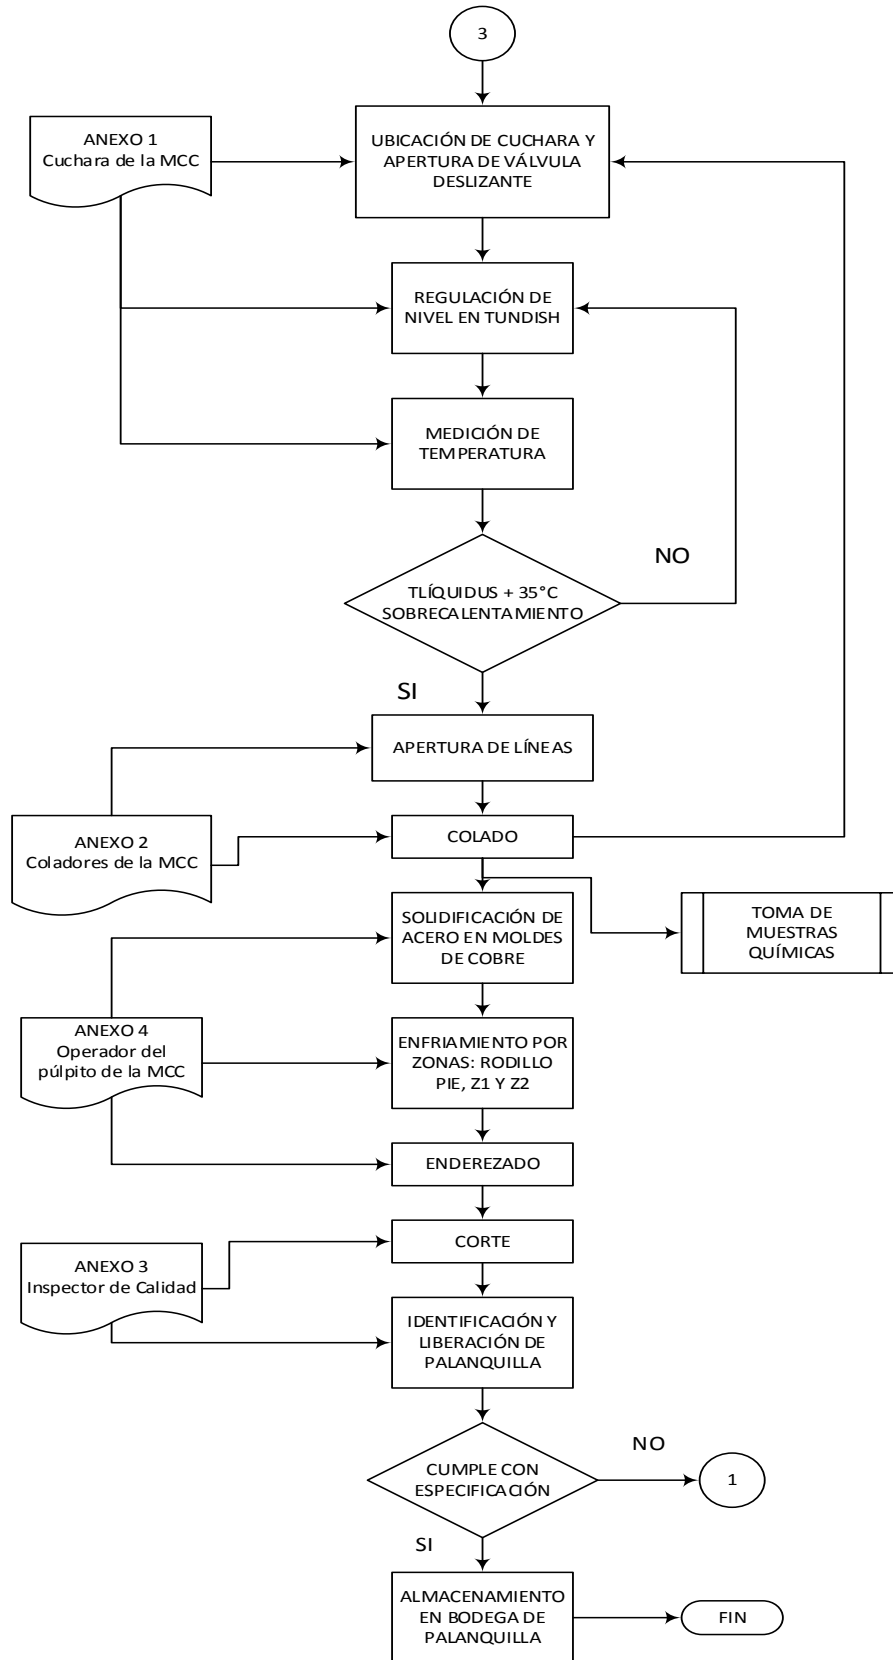 3
ANEXO 1
Cuchara de la MCC
UBICACIÓN DE CUCHARA Y
APERTURA DE VÁLVULA
DESLIZANTE
REGULACIÓN DE
NIVEL EN TUNDISH
MEDICIÓN DE
TEMPERATURA
NO
TLÍQUIDUS + 35°C
SOBRECALENTAMIENTO
SI
APERTURA DE LÍNEAS
ANEXO 2
Coladores de la MCC
COLADO
SOLIDIFICACIÓN DE
ACERO EN MOLDES
DE COBRE
TOMA DE
MUESTRAS
QUÍMICAS
ANEXO 4
Operador del
púlpito de la MCC
ENFRIAMIENTO POR
ZONAS: RODILLO
PIE, Z1 Y Z2
ENDEREZADO
CORTE
ANEXO 3
Inspector de Calidad
IDENTIFICACIÓN Y
LIBERACIÓN DE
PALANQUILLA
NO
CUMPLE CON
ESPECIFICACIÓN
1
SI
ALMACENAMIENTO
EN BODEGA DE
PALANQUILLA
FIN